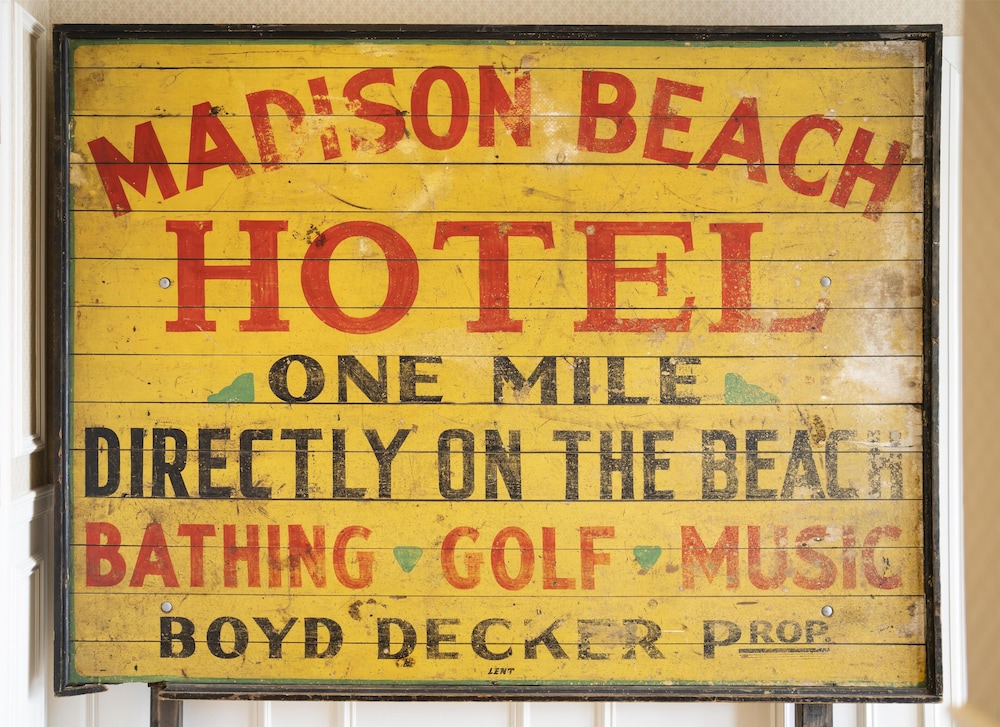 MADISON BEACH
HOTEL
ONE MILE
DIRECTLY ON THE BEACH
BATHING GOLF MUSIC
BOYD DECKER PROP.
LENT